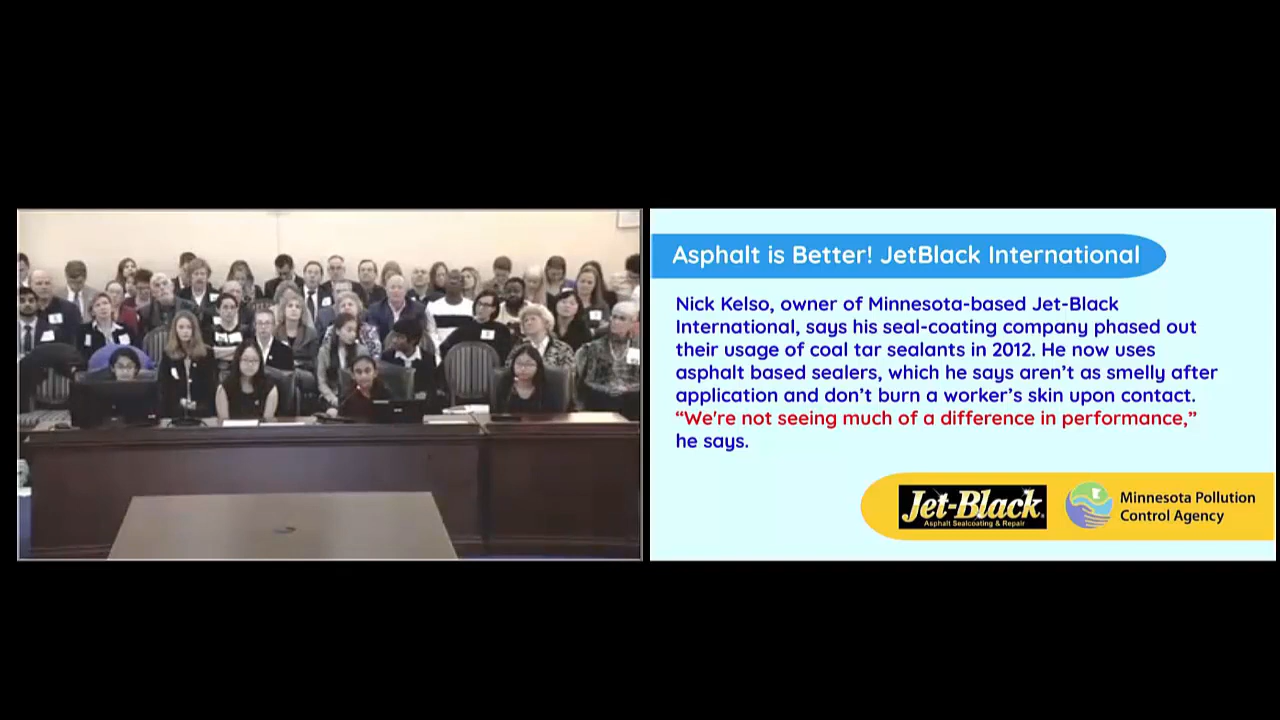 Asphalt is Better! JetBlack International
Nick Kelso, owner of Minnesota-based Jet-Black
International, says his seal-coating company phased out
their usage of coal tar sealants in 2012. He now uses
asphalt based sealers, which he says aren't as smelly after
application and don't burn a worker's skin upon contact.
“We're not seeing much of a difference in performance,”
he says.
Jet-Black
Asphalt Sealcoating & Repair
Minnesota Pollution
Control Agency